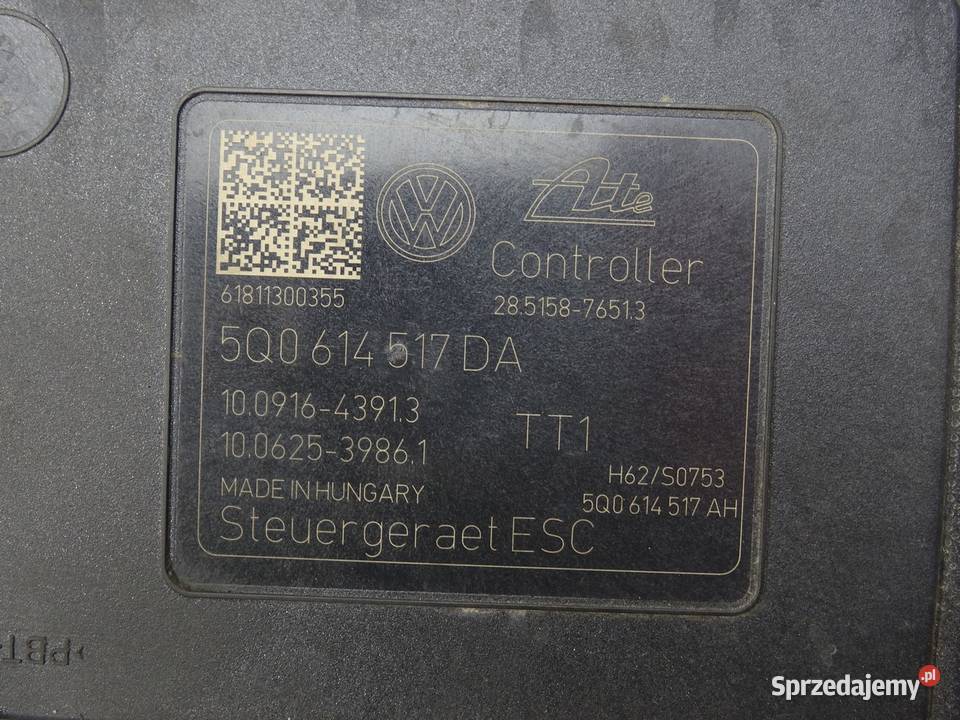 Ate
Controller
61811300355
28.5158-7651.3
5Q0 614 517 DA
10.0916-4391.3
TT1
10.0625-3986.1
H62/S0753
MADE IN HUNGARY
5Q0 614 517 AH
Steuergeraet ESC
>PBT-
Sprzedajemy.pl